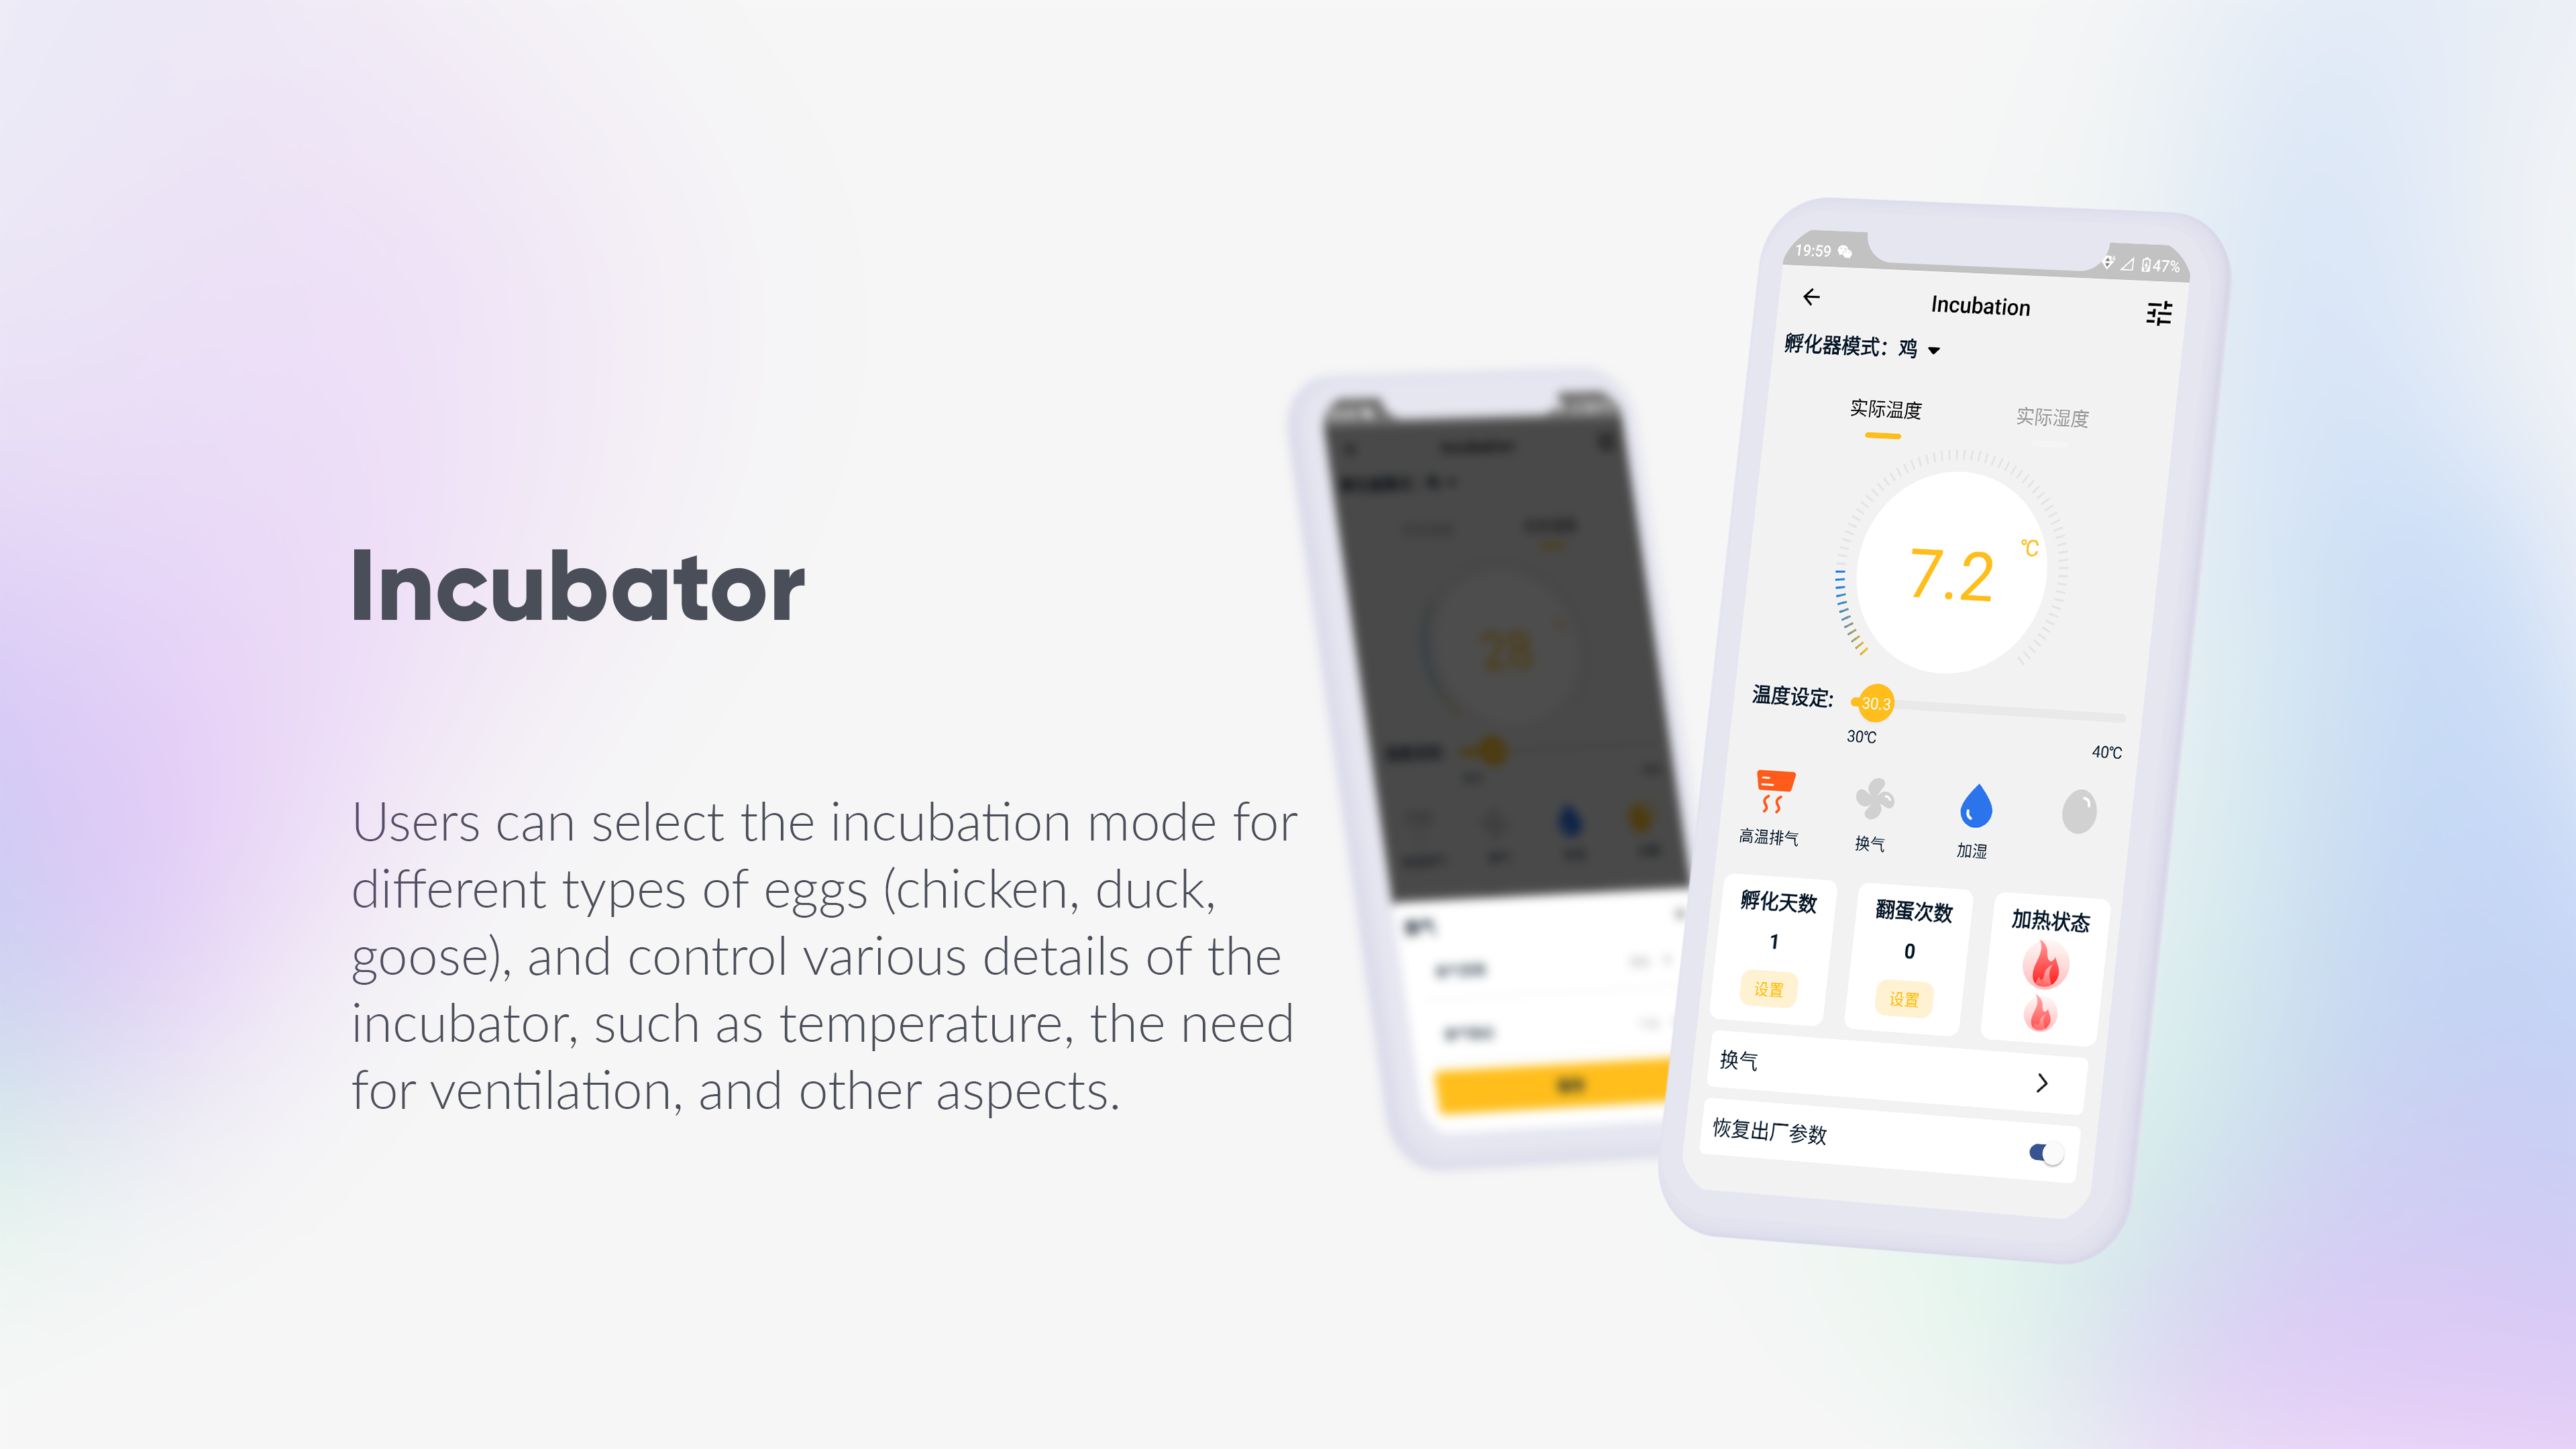 Incubator
Users can select the incubation mode for
different types of eggs (chicken, duck,
goose), and control various details of the
incubator, such as temperature, the need
for ventilation, and other aspects.
28
19:59
47%
Incubation
孵化器模式：鸡
实际温度 实际湿度
7.2 ℃
温度设定: 30.3
30℃ 40℃
高温排气 换气 加湿
孵化天数 翻蛋次数 加热状态
1 0
设置 设置
换气
恢复出厂参数